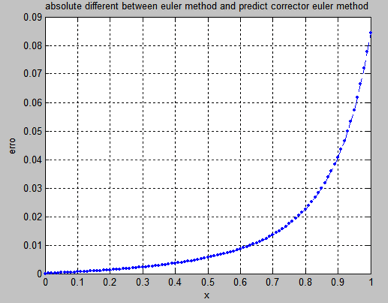 absolute different between euler method and predict corrector euler method
0.09
0.08
0.07
0.06
0.05
0.04
0.03
0.02
0.01
0
erro
0 0.1 0.2 0.3 0.4 0.5 0.6 0.7 0.8 0.9 1
x